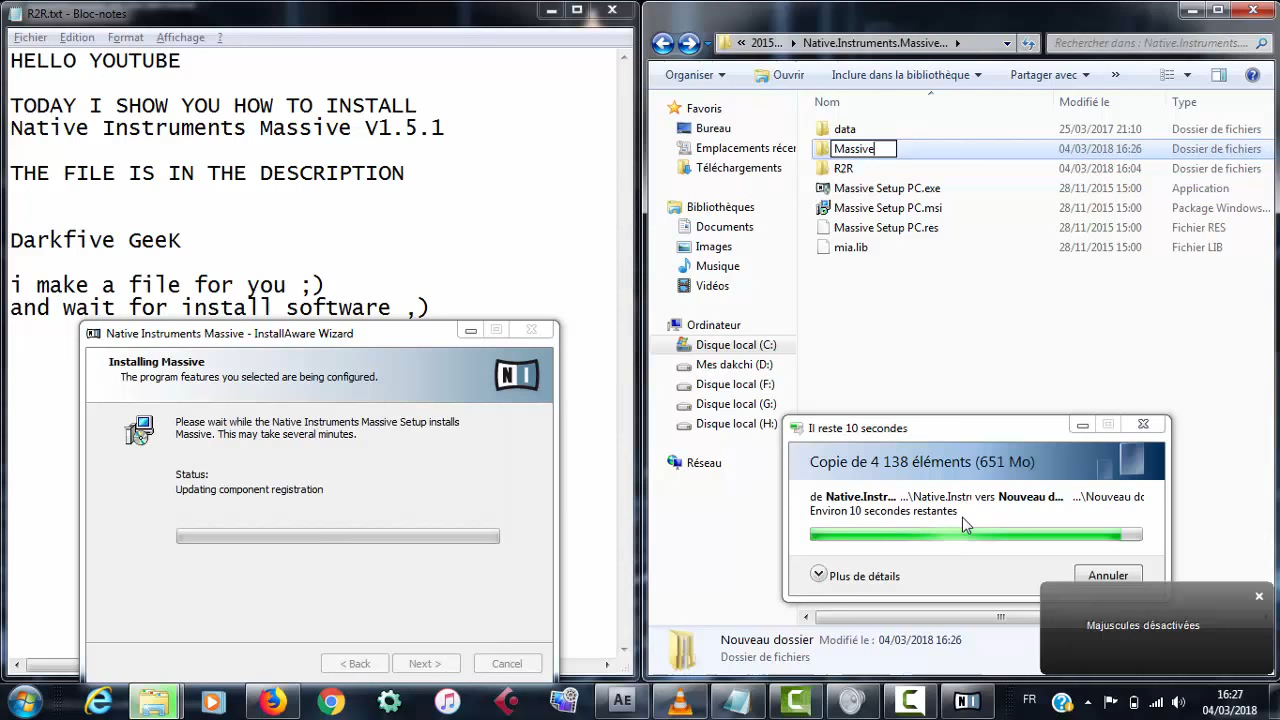 R2R.txt - Bloc-notes
Fichier Edition Format Affichage ?
HELLO YOUTUBE
TODAY I SHOW YOU HOW TO INSTALL
Native Instruments Massive V1.5.1
THE FILE IS IN THE DESCRIPTION
Darkfive GeeK
i make a file for you ;)
and wait for install software ,)
Native Instruments Massive - InstallAware Wizard
Installing Massive
The program features you selected are being configured.
NI
Please wait while the Native Instruments Massive Setup installs
Massive. This may take several minutes.
Status:
Updating component registration
< Back Next > Cancel
« 2015... Native.Instruments.Massive... Rechercher dans : Native.Instruments....
Organiser Ouvrir Inclure dans la bibliothèque Partager avec »
Nom Modifié le Type
data 25/03/2017 21:10 Dossier de fichiers
Massive 04/03/2018 16:26 Dossier de fichiers
R2R 04/03/2018 16:04 Dossier de fichiers
Massive Setup PC.exe 28/11/2015 15:00 Application
Massive Setup PC.msi 28/11/2015 15:00 Package Windows...
Massive Setup PC.res 28/11/2015 15:00 Fichier RES
mia.lib 28/11/2015 15:00 Fichier LIB
Favoris
Bureau
Emplacements récen
Téléchargements
Bibliothèques
Documents
Images
Musique
Vidéos
Ordinateur
Disque local (C:)
Mes dakchi (D:)
Disque local (F:)
Disque local (G:)
Disque local (H:)
Réseau
Il reste 10 secondes
Copie de 4 138 éléments (651 Mo)
de Native.Instr... ...\Native.Instr vers Nouveau d... ...\Nouveau do
Environ 10 secondes restantes
Plus de détails Annuler
Majuscules désactivées
Nouveau dossier Modifié le : 04/03/2018 16:26
Dossier de fichiers
AE
NI
FR
16:27
04/03/2018